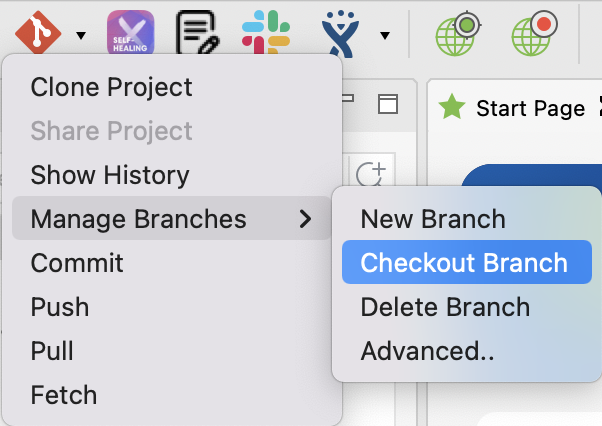 SELF-
HEALING
Clone Project
Share Project
Show History
Manage Branches
Commit
Push
Pull
Fetch
Start Page
New Branch
Checkout Branch
Delete Branch
Advanced..